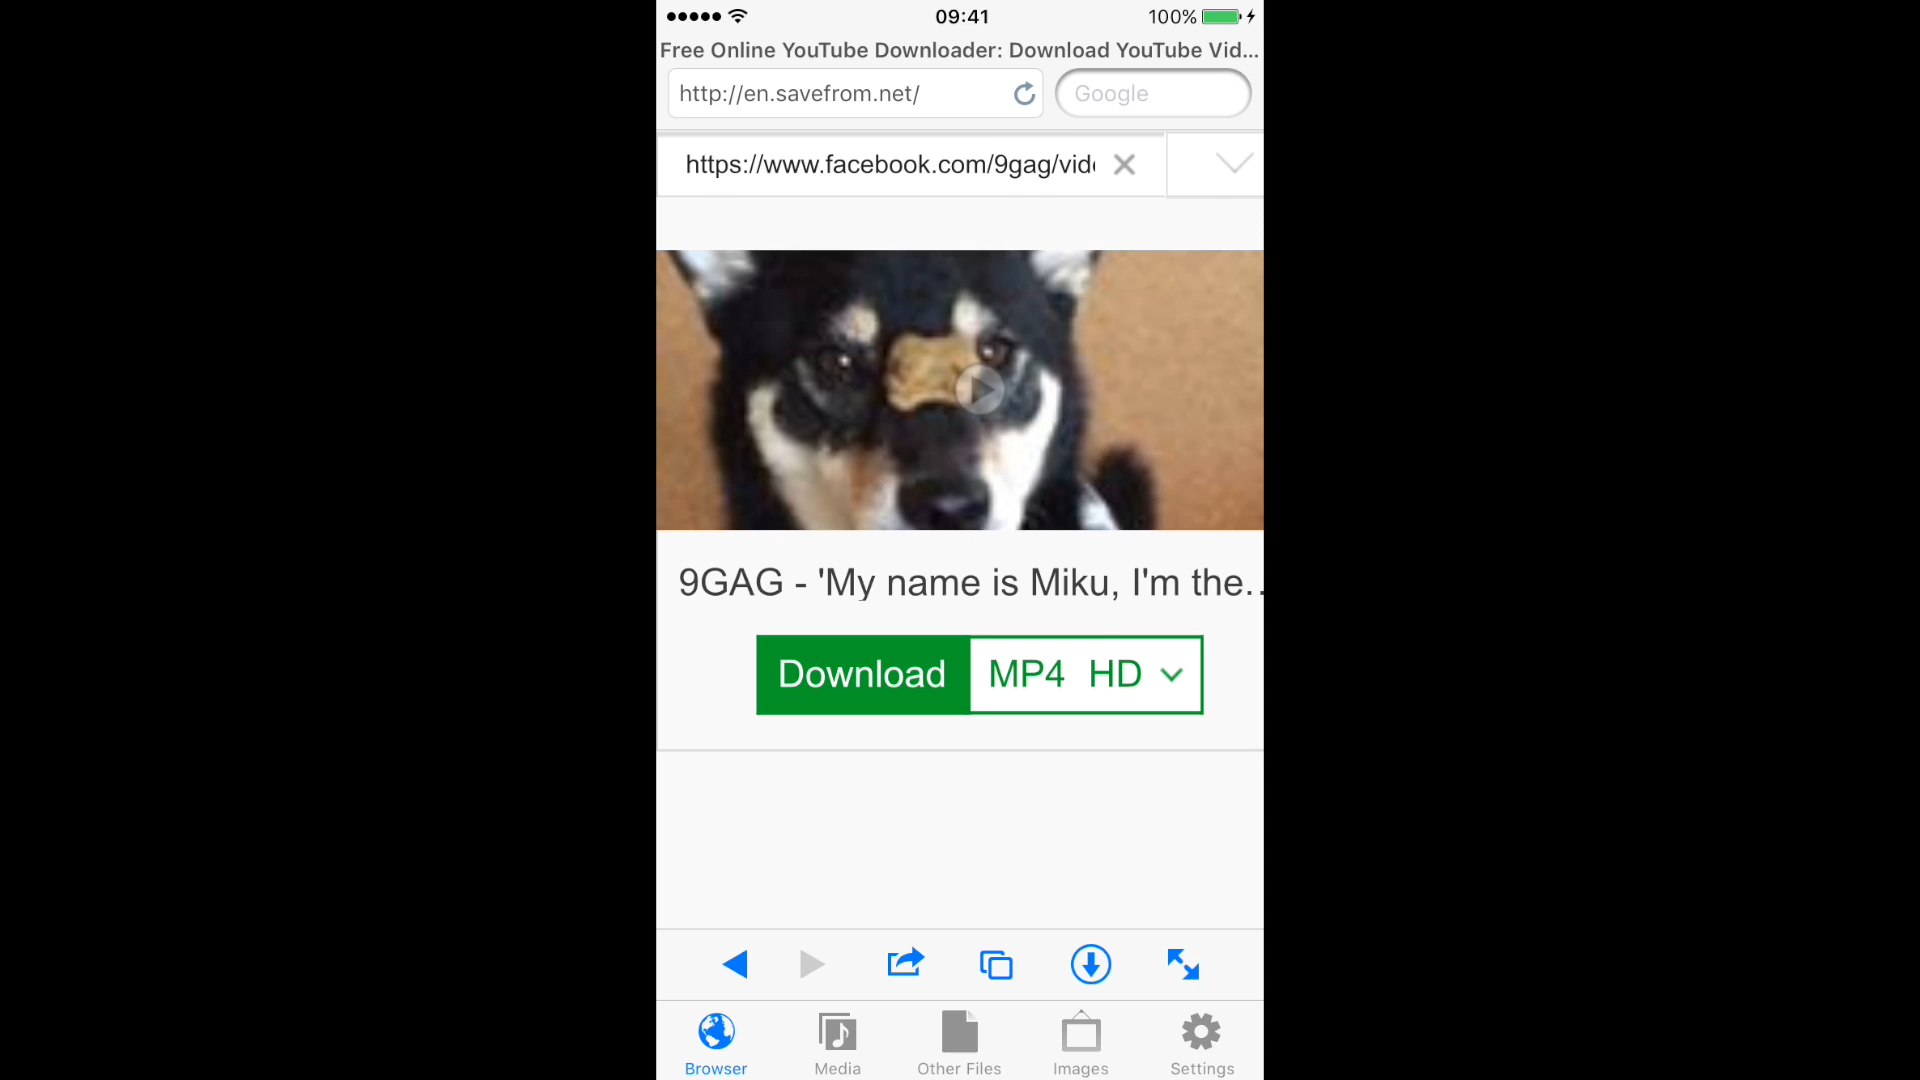 09:41
100%
Free Online YouTube Downloader: Download YouTube Vid...
http://en.savefrom.net/
Google
https://www.facebook.com/9gag/vid
9GAG - 'My name is Miku, I'm the..
Download MP4 HD
Browser Media Other Files Images Settings